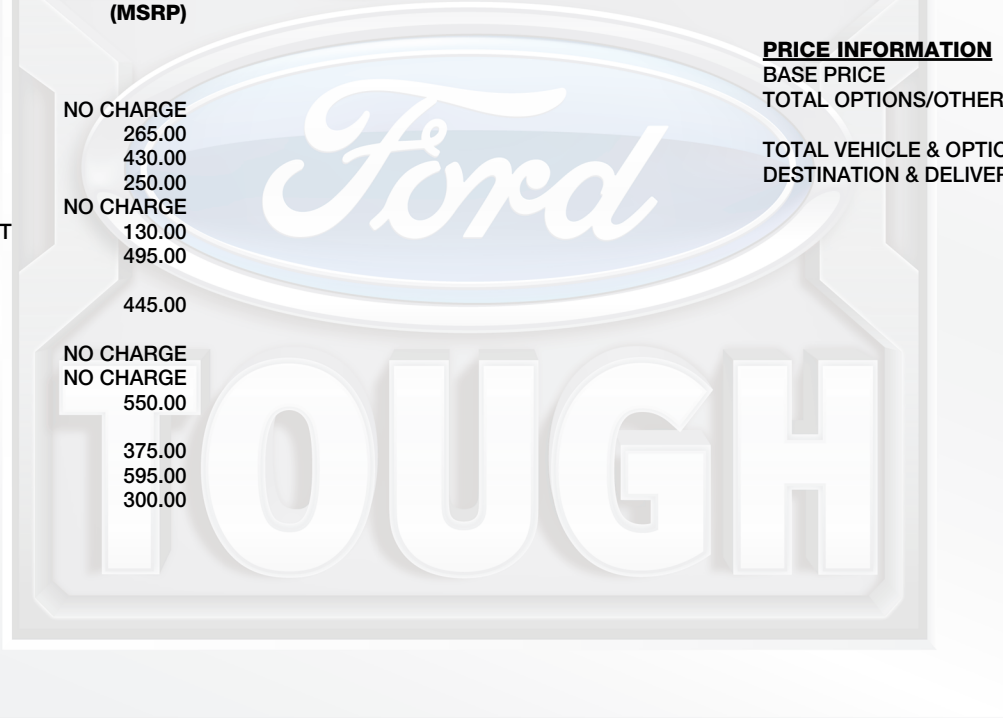 (MSRP)
NO CHARGE
265.00
430.00
250.00
NO CHARGE
T 130.00
495.00
445.00
NO CHARGE
NO CHARGE
550.00
375.00
595.00
300.00
PRICE INFORMATION
BASE PRICE
TOTAL OPTIONS/OTHER
TOTAL VEHICLE & OPTIO
DESTINATION & DELIVER
Ford
TOUGH